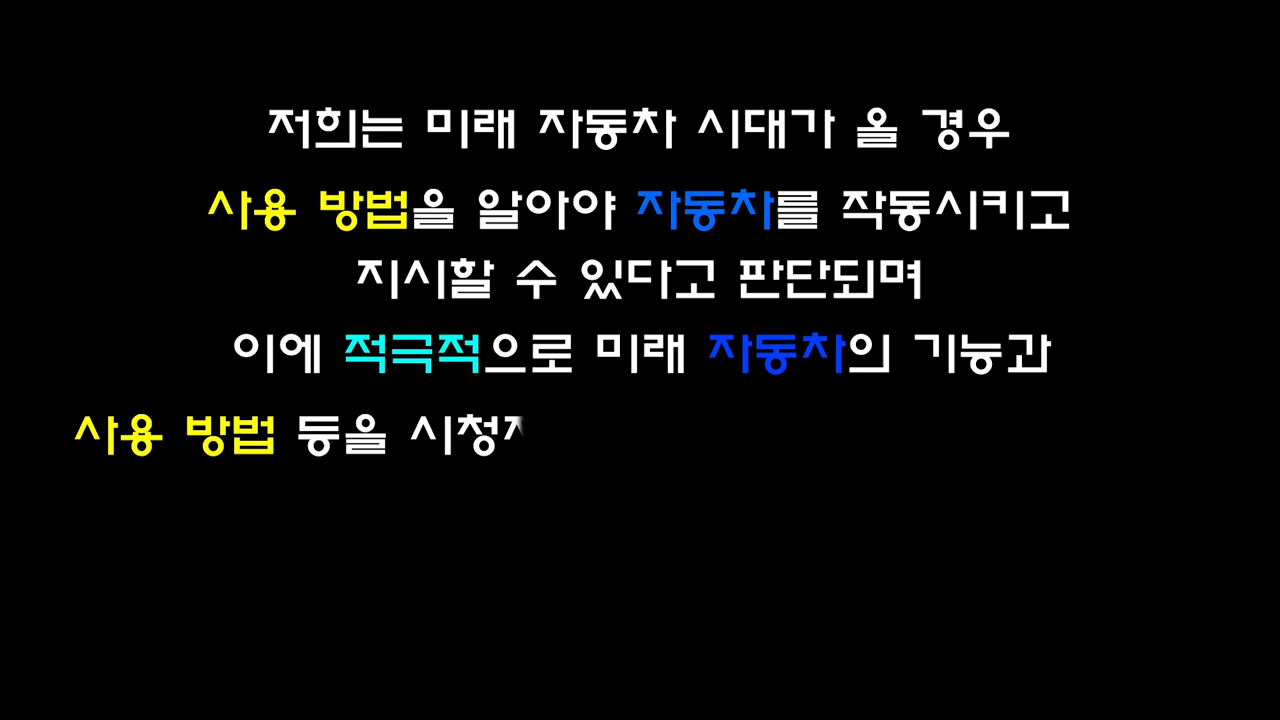 저희는 미래 자동차 시대가 올 경우
사용 방법을 알아야 자동차를 작동시키고
지시할 수 있다고 판단되며
이에 적극적으로 미래 자동차의 기능과
사용 방법 등을